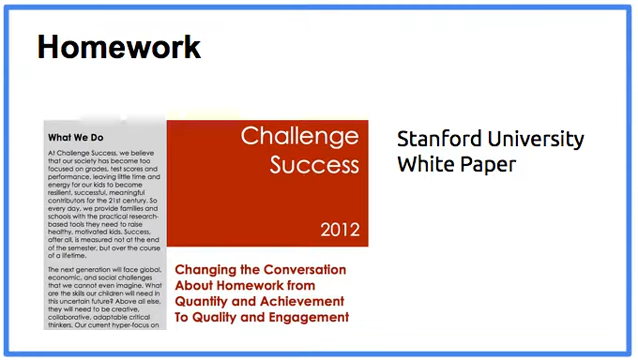 Homework
What We Do
At Challenge Success, we believe
that our society has become too
focused on grades, test scores and
performance, leaving little time and
energy for our kids to become
resilient, successful, meaningful
contributors for the 21st century. So
every day, we provide families and
schools with the practical research-
based tools they need to raise
healthy, motivated kids. Success,
after all, is measured not at the end
of the semester, but over the course
of a lifetime.
The next generation will face global,
economic, and social challenges
that we cannot even imagine. What
are the skills our children will need in
this uncertain future? Above all else,
they will need to be creative,
collaborative, adaptable critical
thinkers. Our current hyper-focus on
Challenge
Success
2012
Changing the Conversation
About Homework from
Quantity and Achievement
To Quality and Engagement
Stanford University
White Paper